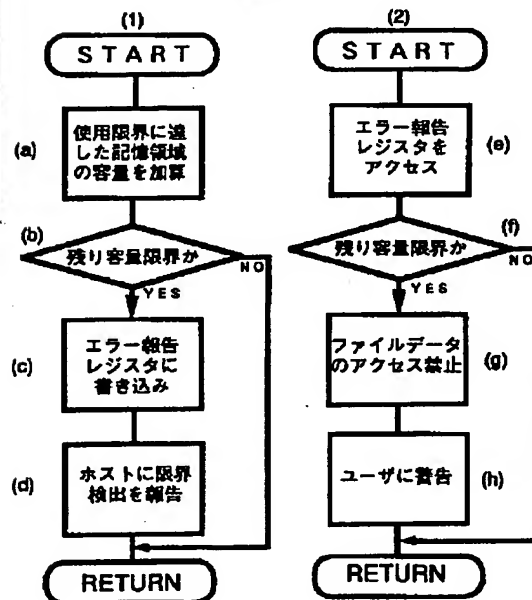 (1)
START
(a)
使用限界に達
した記憶領域
の容量を加算
(b)
残り容量限界か
NO
YES
(c)
エラー報告
レジスタに
書き込み
(d)
ホストに限界
検出を報告
RETURN
(2)
START
エラー報告
レジスタを
アクセス
(e)
残り容量限界か
(f)
NO
YES
ファイルデータ
のアクセス禁止
(g)
ユーザに警告
(h)
RETURN